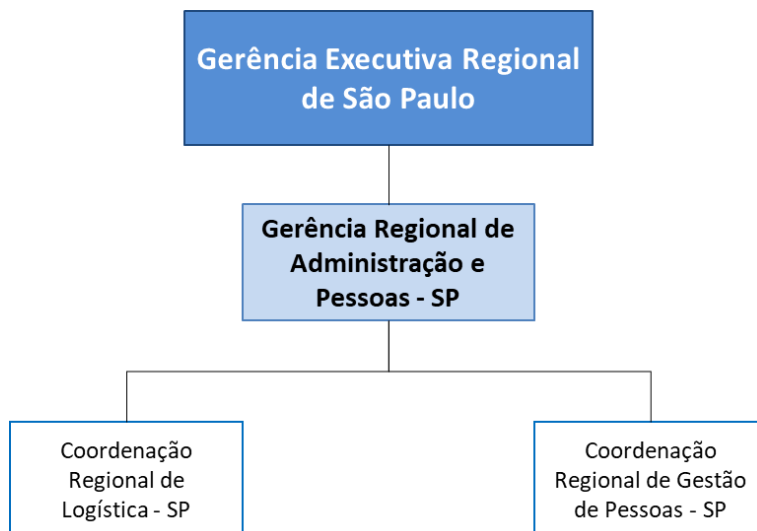 Gerência Executiva Regional
de São Paulo
Gerência Regional de
Administração e
Pessoas - SP
Coordenação
Regional de
Logística - SP
Coordenação
Regional de Gestão
de Pessoas - SP